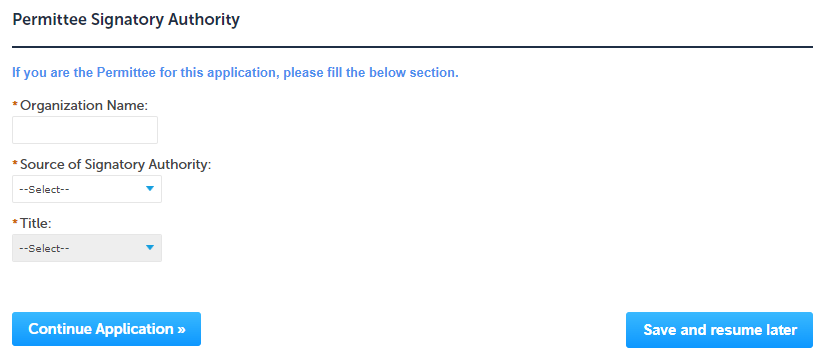 Permittee Signatory Authority
If you are the Permittee for this application, please fill the below section.
*Organization Name:
*Source of Signatory Authority:
--Select--
*Title:
--Select--
Continue Application »
Save and resume later